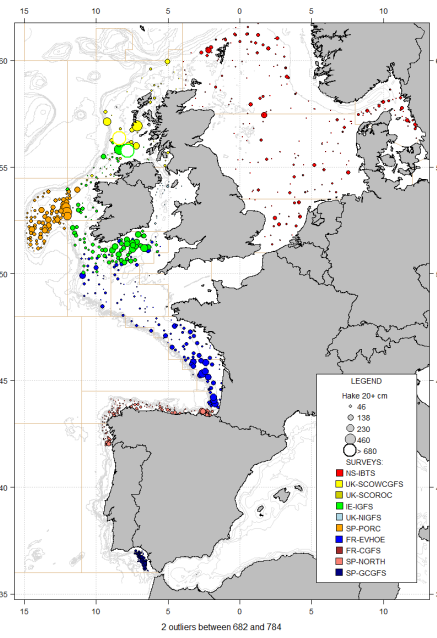 15 10 5 0 5 10
60
55
50
45
40
35
LEGEND
Hake 20+ cm
46
138
230
460
> 680
SURVEYS:
NS-IBTS
UK-SCOWCGFS
UK-SCOROC
IE-IGFS
UK-NIGFS
SP-PORC
FR-EVHOE
FR-CGFS
SP-NORTH
SP-GCGFS
15 10 5 0 5 10
2 outliers between 682 and 784